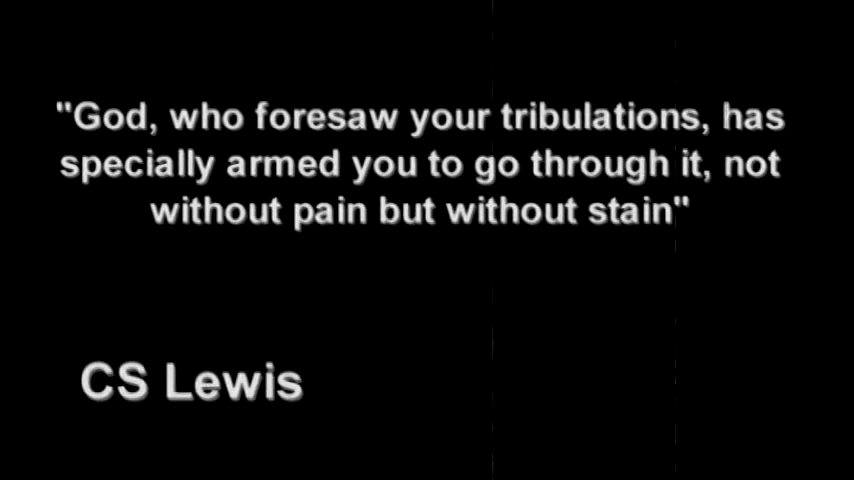 "God, who foresaw your tribulations, has
specially armed you to go through it, not
without pain but without stain"
CS Lewis